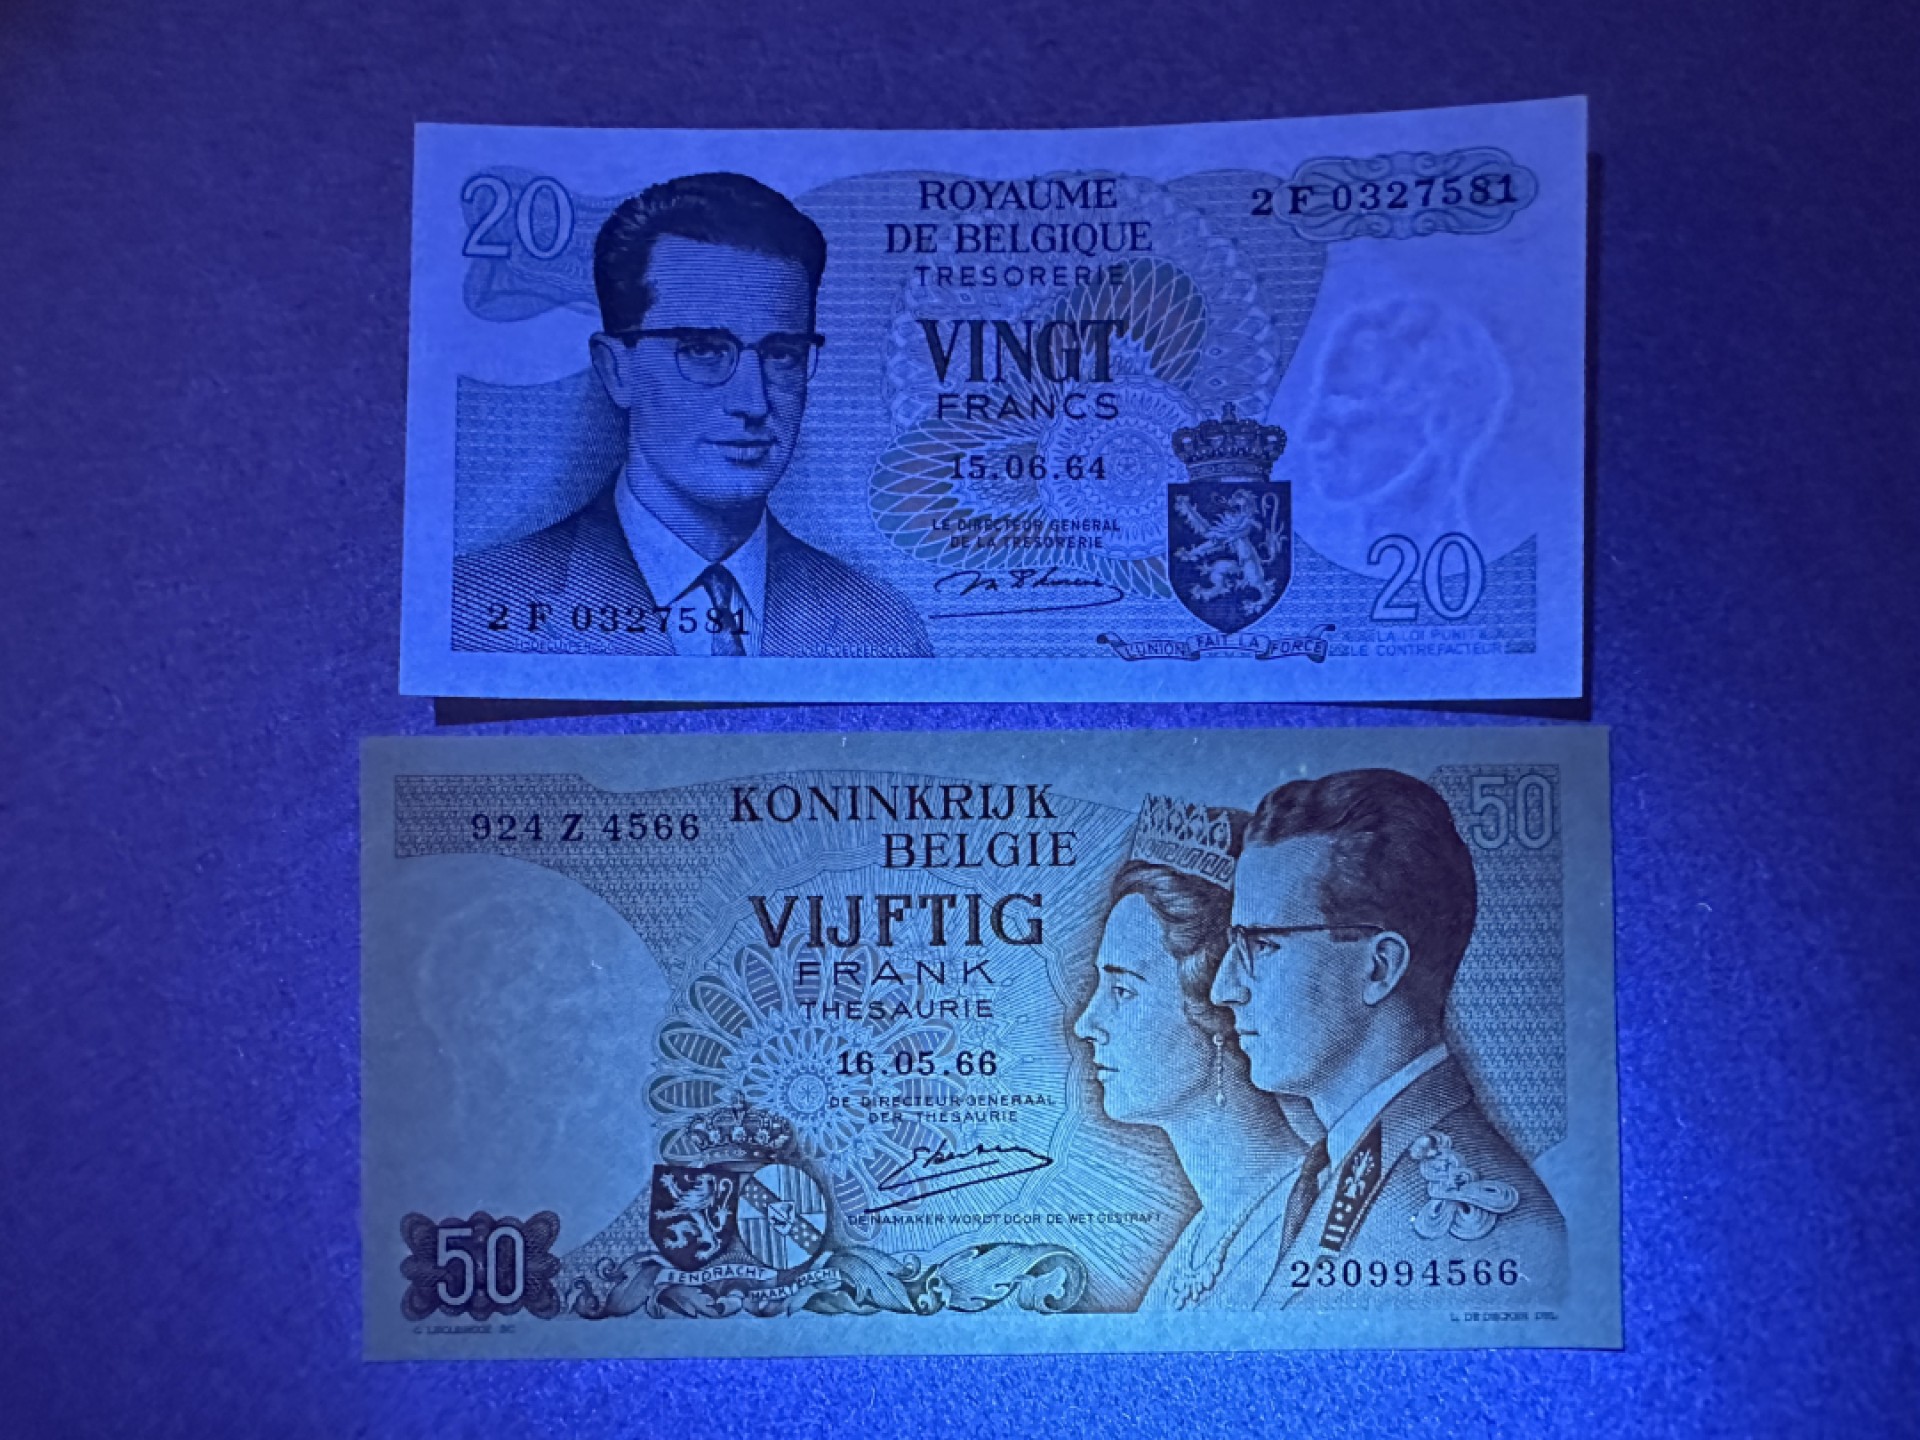 20
ROYAUME
DE BELGIQUE
TRESORERIE
2 F 0327581
VINGT
FRANCS
15.06.64
LE DIRECTEUR GENERAL
DE LA TRESORERIE
20
2 F 0327581
L'UNION FAIT LA FORCE
LA LOI PUNIT
LE CONTREFACTEUR
924 Z 4566
KONINKRIJK
BELGIE
50
VIJFTIG
FRANK
THESAURIE
16.05.66
DE DIRECTEUR GENERAAL
DER THESAURIE
DE NAMAKER WORDT DOOR DE WET GESTRAFT
50
EENDRACHT MAAKT MACHT
230994566